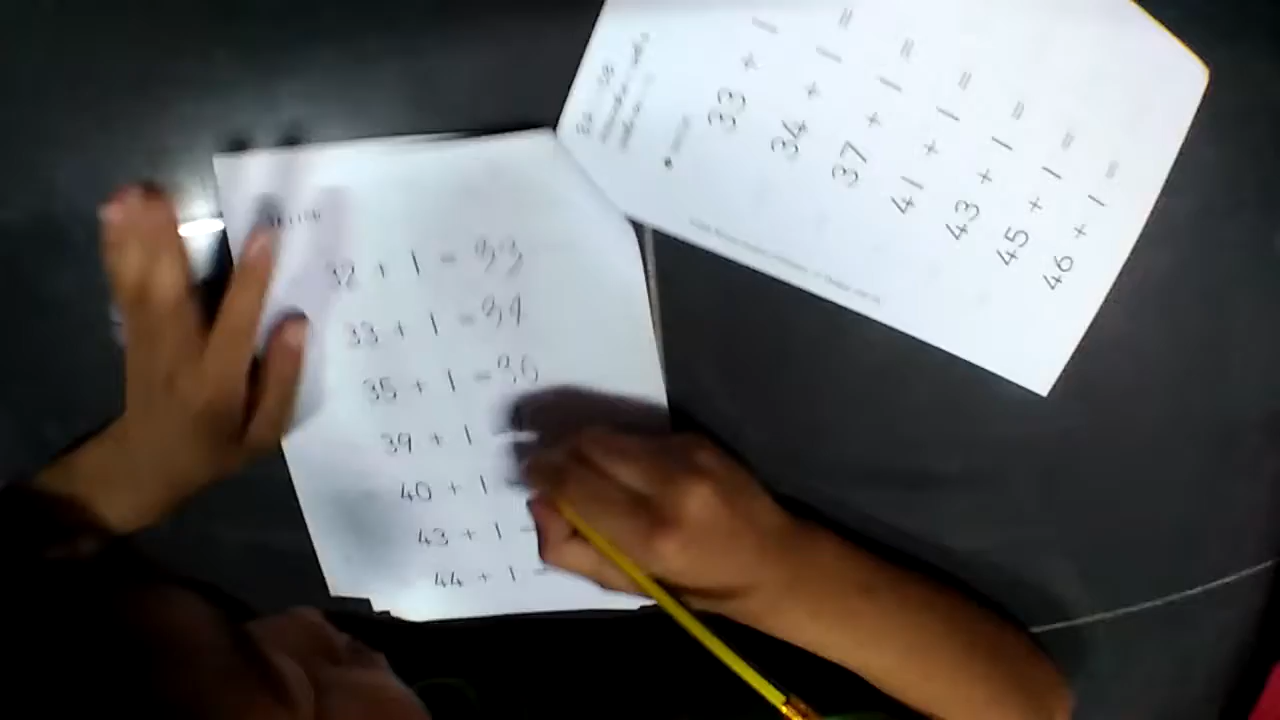 32 + 1 = 33
33 + 1 = 34
35 + 1 = 36
39 + 1
40 + 1 =
43 + 1 =
44 + 1 =
33 + 1
34 + 1 =
37 + 1 =
41 + 1 =
43 + 1 =
45 + 1 =
46 + 1 =